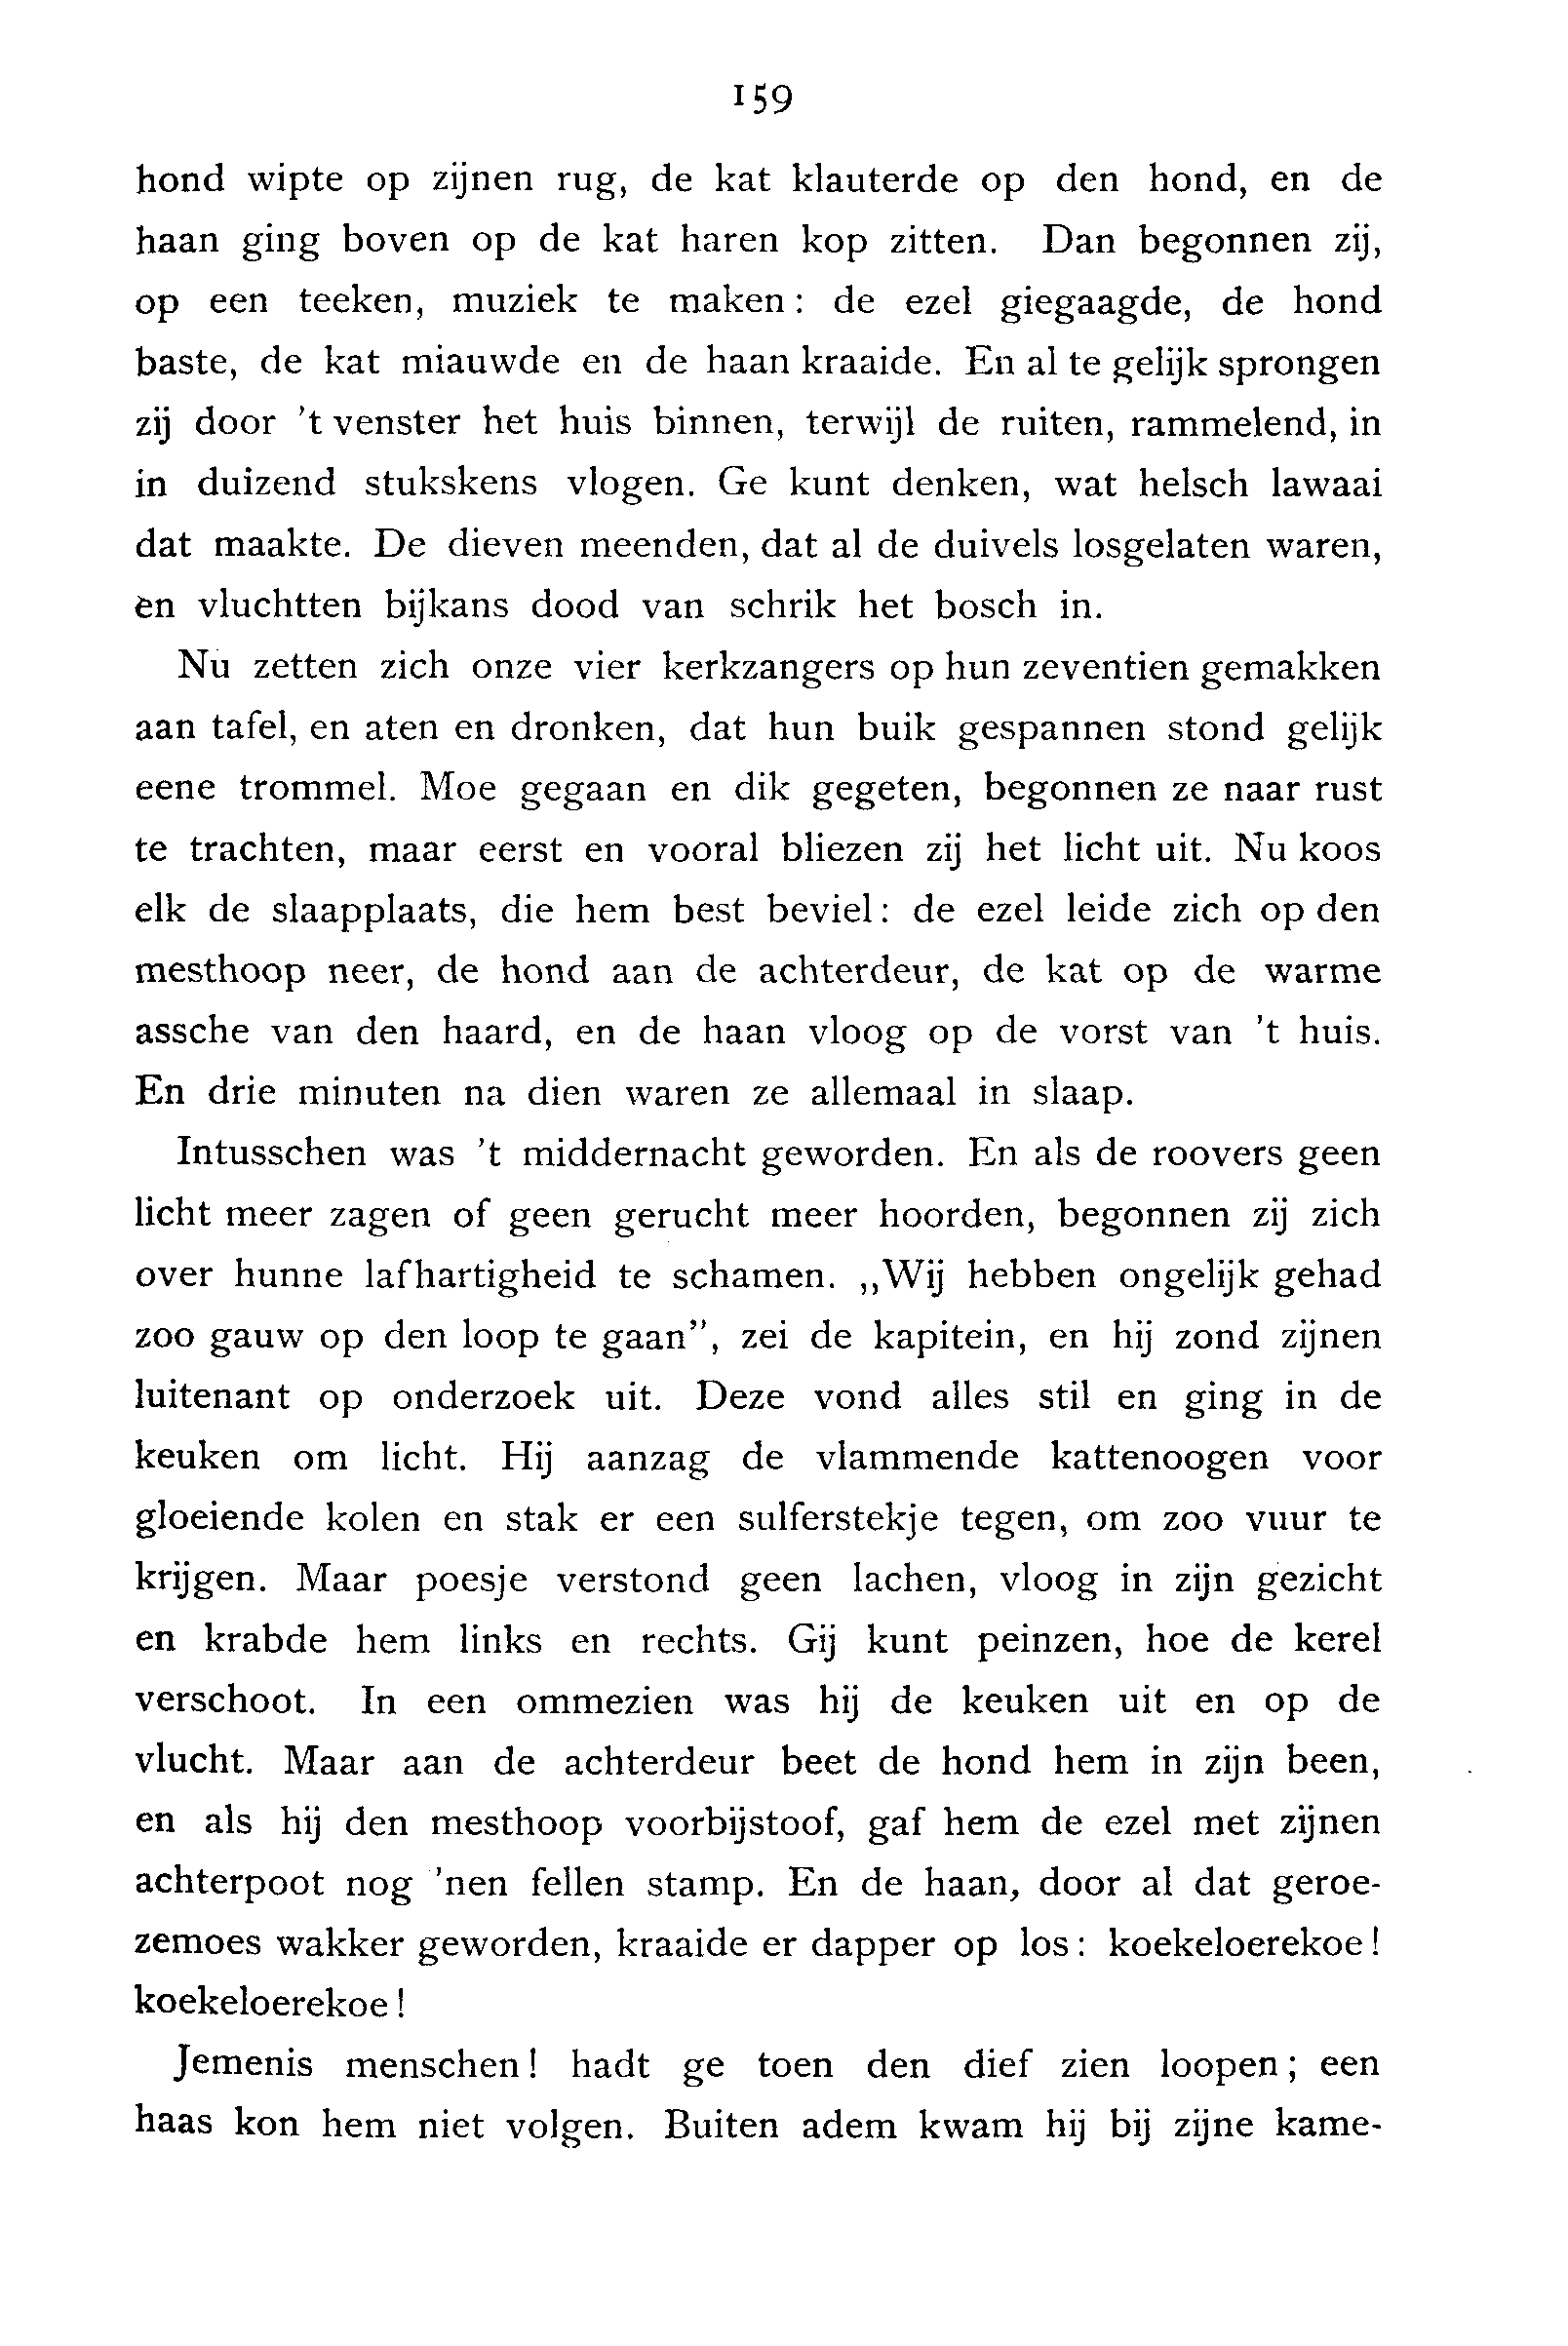 159
hond wipte op zijnen rug, de kat klauterde op den hond, en de
haan ging boven op de kat haren kop zitten. Dan begonnen zij,
op een teeken, muziek te maken: de ezel giegaagde, de hond
baste, de kat miauwde en de haan kraaide. En al te gelijk sprongen
zij door 't venster het huis binnen, terwijl de ruiten, rammelend, in
in duizend stukskens vlogen. Ge kunt denken, wat helsch lawaai
dat maakte. De dieven meenden, dat al de duivels losgelaten waren,
en vluchtten bijkans dood van schrik het bosch in.
Nu zetten zich onze vier kerkzangers op hun zeventien gemakken
aan tafel, en aten en dronken, dat hun buik gespannen stond gelijk
eene trommel. Moe gegaan en dik gegeten, begonnen ze naar rust
te trachten, maar eerst en vooral bliezen zij het licht uit. Nu koos
elk de slaapplaats, die hem best beviel: de ezel leide zich op den
mesthoop neer, de hond aan de achterdeur, de kat op de warme
assche van den haard, en de haan vloog op de vorst van 't huis.
En drie minuten na dien waren ze allemaal in slaap.
Intusschen was 't middernacht geworden. En als de roovers geen
licht meer zagen of geen gerucht meer hoorden, begonnen zij zich
over hunne lafhartigheid te schamen. „Wij hebben ongelijk gehad
zoo gauw op den loop te gaan”, zei de kapitein, en hij zond zijnen
luitenant op onderzoek uit. Deze vond alles stil en ging in de
keuken om licht. Hij aanzag de vlammende kattenoogen voor
gloeiende kolen en stak er een sulferstekje tegen, om zoo vuur te
krijgen. Maar poesje verstond geen lachen, vloog in zijn gezicht
en krabde hem links en rechts. Gij kunt peinzen, hoe de kerel
verschoot. In een ommezien was hij de keuken uit en op de
vlucht. Maar aan de achterdeur beet de hond hem in zijn been,
en als hij den mesthoop voorbijstoof, gaf hem de ezel met zijnen
achterpoot nog 'nen fellen stamp. En de haan, door al dat geroe-
zemoes wakker geworden, kraaide er dapper op los: koekeloerekoe!
koekeloerekoe!
Jemenis menschen! hadt ge toen den dief zien loopen; een
haas kon hem niet volgen. Buiten adem kwam hij bij zijne kame-